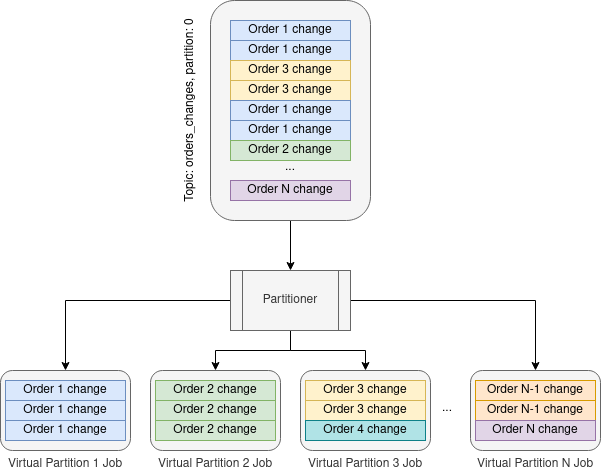 Topic: orders_changes, partition: 0
Order 1 change
Order 1 change
Order 3 change
Order 3 change
Order 1 change
Order 1 change
Order 2 change
...
Order N change
Partitioner
Order 1 change
Order 1 change
Order 1 change
Virtual Partition 1 Job
Order 2 change
Order 2 change
Order 2 change
Virtual Partition 2 Job
Order 3 change
Order 3 change
Order 4 change
Virtual Partition 3 Job
...
Order N-1 change
Order N-1 change
Order N change
Virtual Partition N Job